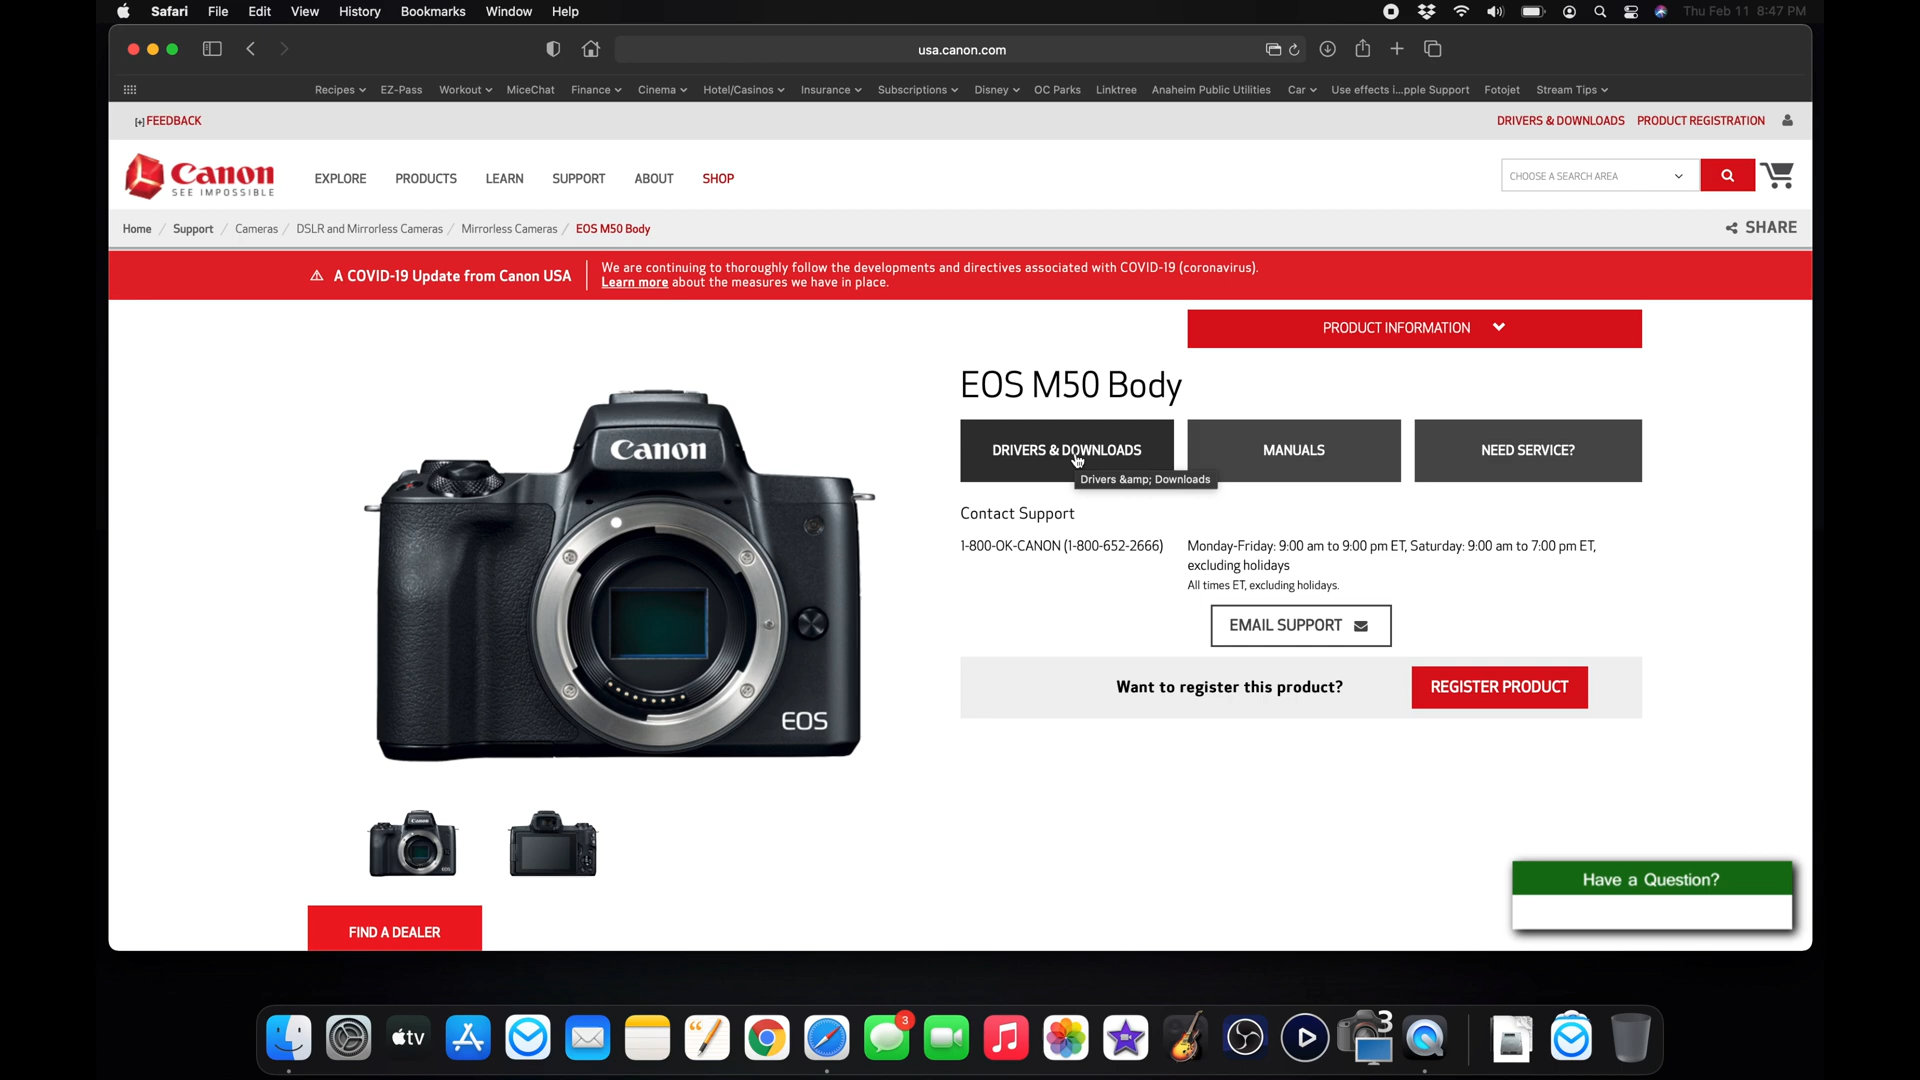 Safari File Edit View History Bookmarks Window Help Thu Feb 11 8:47 PM
usa.canon.com
Recipes EZ-Pass Workout MiceChat Finance Cinema Hotel/Casinos Insurance Subscriptions Disney OC Parks Linktree Anaheim Public Utilities Car Use effects i...pple Support Fotojet Stream Tips
[+] FEEDBACK DRIVERS & DOWNLOADS PRODUCT REGISTRATION
Canon
SEE IMPOSSIBLE
EXPLORE PRODUCTS LEARN SUPPORT ABOUT SHOP CHOOSE A SEARCH AREA
Home / Support / Cameras / DSLR and Mirrorless Cameras / Mirrorless Cameras / EOS M50 Body SHARE
A COVID-19 Update from Canon USA
We are continuing to thoroughly follow the developments and directives associated with COVID-19 (coronavirus).
Learn more about the measures we have in place.
PRODUCT INFORMATION
EOS M50 Body
DRIVERS & DOWNLOADS MANUALS NEED SERVICE?
Drivers &amp; Downloads
Contact Support
1-800-OK-CANON (1-800-652-2666) Monday-Friday: 9:00 am to 9:00 pm ET, Saturday: 9:00 am to 7:00 pm ET,
excluding holidays
All times ET, excluding holidays.
EMAIL SUPPORT
Want to register this product? REGISTER PRODUCT
Canon
EOS
Canon
Have a Question?
FIND A DEALER
tv
3
3